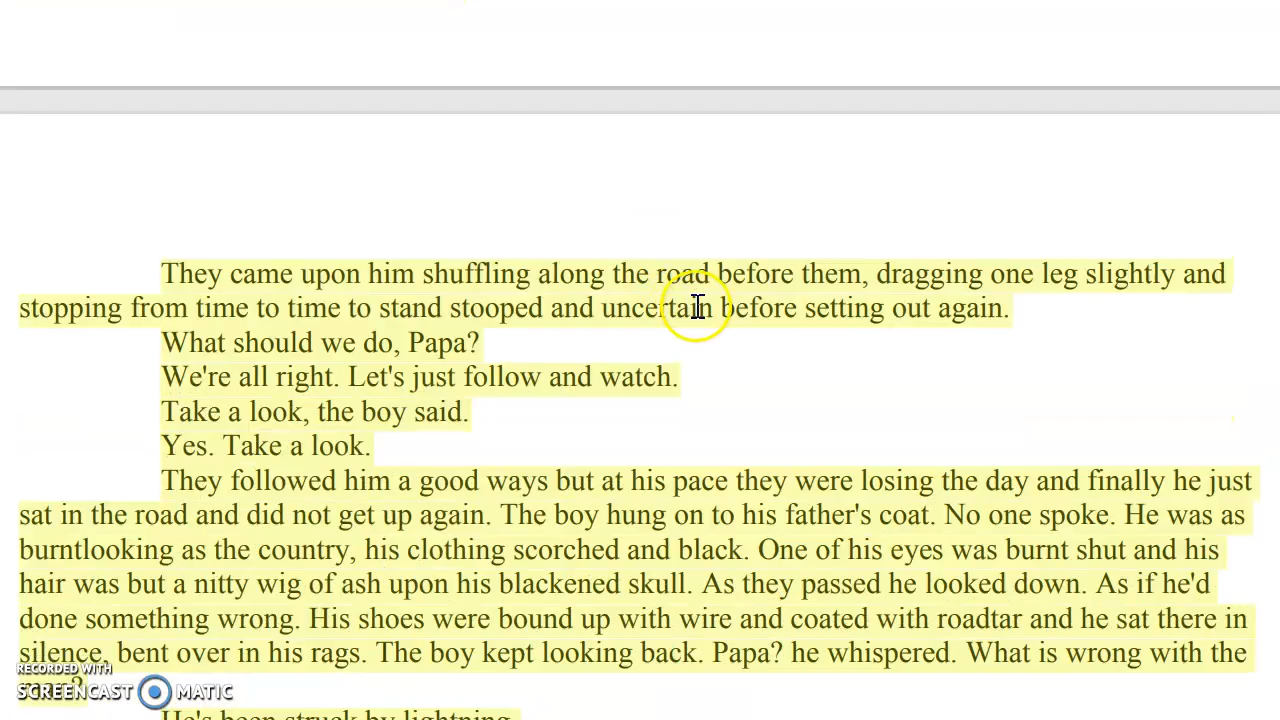 They came upon him shuffling along the road before them, dragging one leg slightly and
stopping from time to time to stand stooped and uncertain before setting out again.
What should we do, Papa?
We're all right. Let's just follow and watch.
Take a look, the boy said.
Yes. Take a look.
They followed him a good ways but at his pace they were losing the day and finally he just
sat in the road and did not get up again. The boy hung on to his father's coat. No one spoke. He was as
burntlooking as the country, his clothing scorched and black. One of his eyes was burnt shut and his
hair was but a nitty wig of ash upon his blackened skull. As they passed he looked down. As if he'd
done something wrong. His shoes were bound up with wire and coated with roadtar and he sat there in
silence, bent over in his rags. The boy kept looking back. Papa? he whispered. What is wrong with the
RECORDED WITH
SCREENCAST MATIC
He's been struck by lightning.